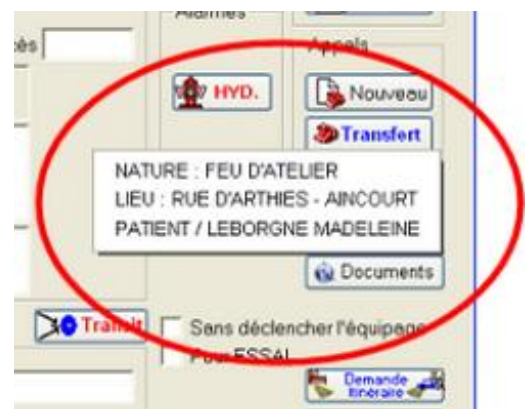 Alarmes
Appels
HYD.
Nouveau
Transfert
NATURE : FEU D'ATELIER
LIEU : RUE D'ARTHIES - AINCOURT
PATIENT / LEBORGNE MADELEINE
Documents
Transit
Sans déclencher l'équipage
Pour ESSAI
Demande
Itinéraire